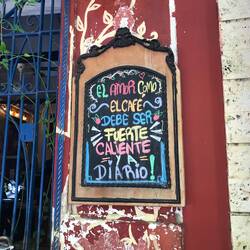 EL AMOR COMO
EL CAFÉ
DEBE SER
FUERTE
CALIENTE
Y A
DIARIO!